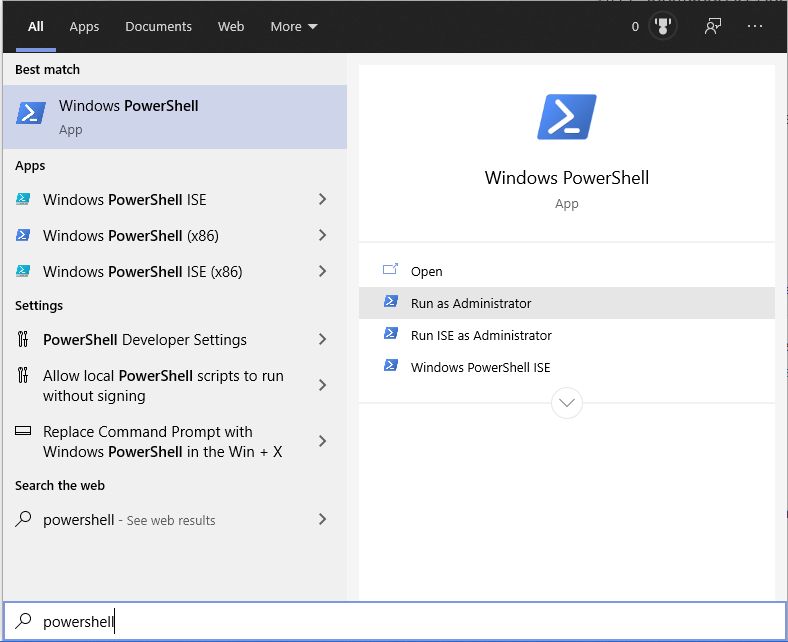 All Apps Documents Web More 0 ...
Best match
Windows PowerShell
App
Apps
Windows PowerShell ISE
Windows PowerShell (x86)
Windows PowerShell ISE (x86)
Settings
PowerShell Developer Settings
Allow local PowerShell scripts to run
without signing
Replace Command Prompt with
Windows PowerShell in the Win + X
Search the web
powershell - See web results
Windows PowerShell
App
Open
Run as Administrator
Run ISE as Administrator
Windows PowerShell ISE
powershell